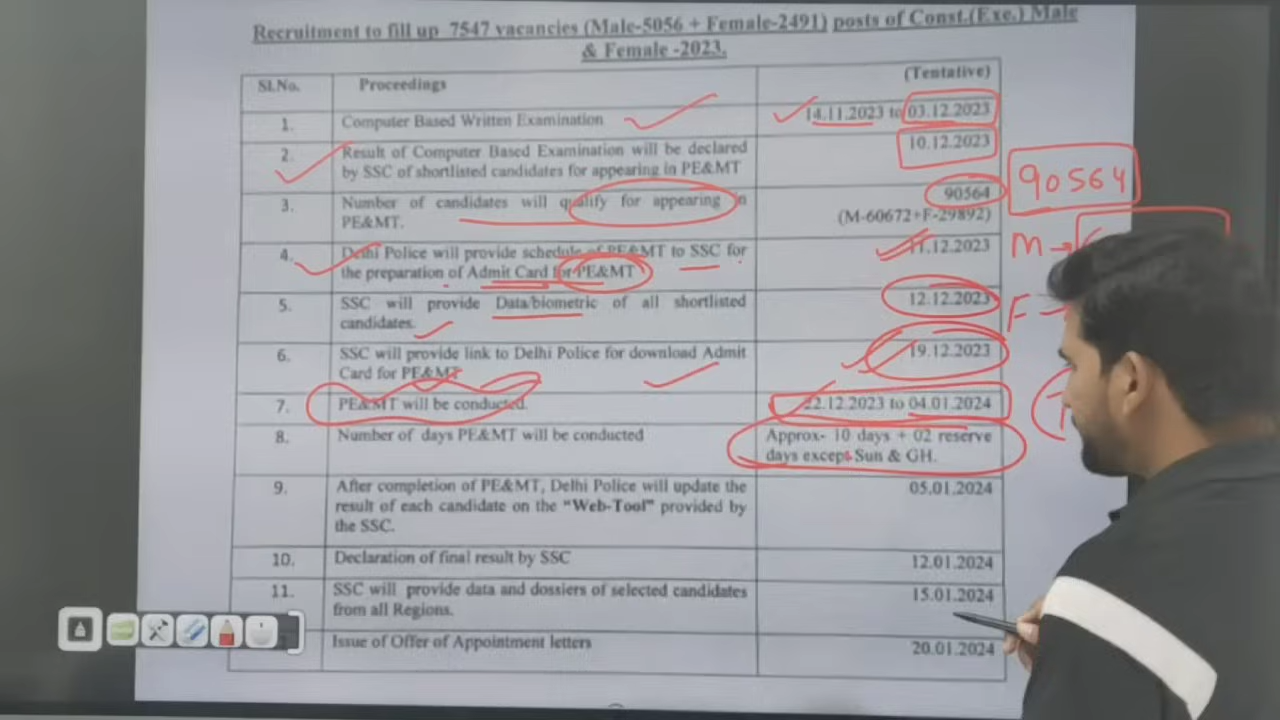 Recruitment to fill up 7547 vacancies (Male-5056 + Female-2491) posts of Const.(Exe.) Male
& Female -2023.
Sl.No. Proceedings (Tentative)
1. Computer Based Written Examination 14.11.2023 to 03.12.2023
2. Result of Computer Based Examination will be declared 10.12.2023
by SSC of shortlisted candidates for appearing in PE&MT
3. Number of candidates will qualify for appearing in 90564
PE&MT. (M-60672+F-29892)
90564
4. Delhi Police will provide schedule of PE&MT to SSC for 11.12.2023
the preparation of Admit Card for PE&MT
M →
5. SSC will provide Data/biometric of all shortlisted 12.12.2023
candidates.
F →
6. SSC will provide link to Delhi Police for download Admit 19.12.2023
Card for PE&MT
7. PE&MT will be conducted. 22.12.2023 to 04.01.2024
8. Number of days PE&MT will be conducted Approx- 10 days + 02 reserve
days except Sun & GH.
9. After completion of PE&MT, Delhi Police will update the 05.01.2024
result of each candidate on the "Web-Tool" provided by
the SSC.
10. Declaration of final result by SSC 12.01.2024
11. SSC will provide data and dossiers of selected candidates 15.01.2024
from all Regions.
Issue of Offer of Appointment letters 20.01.2024